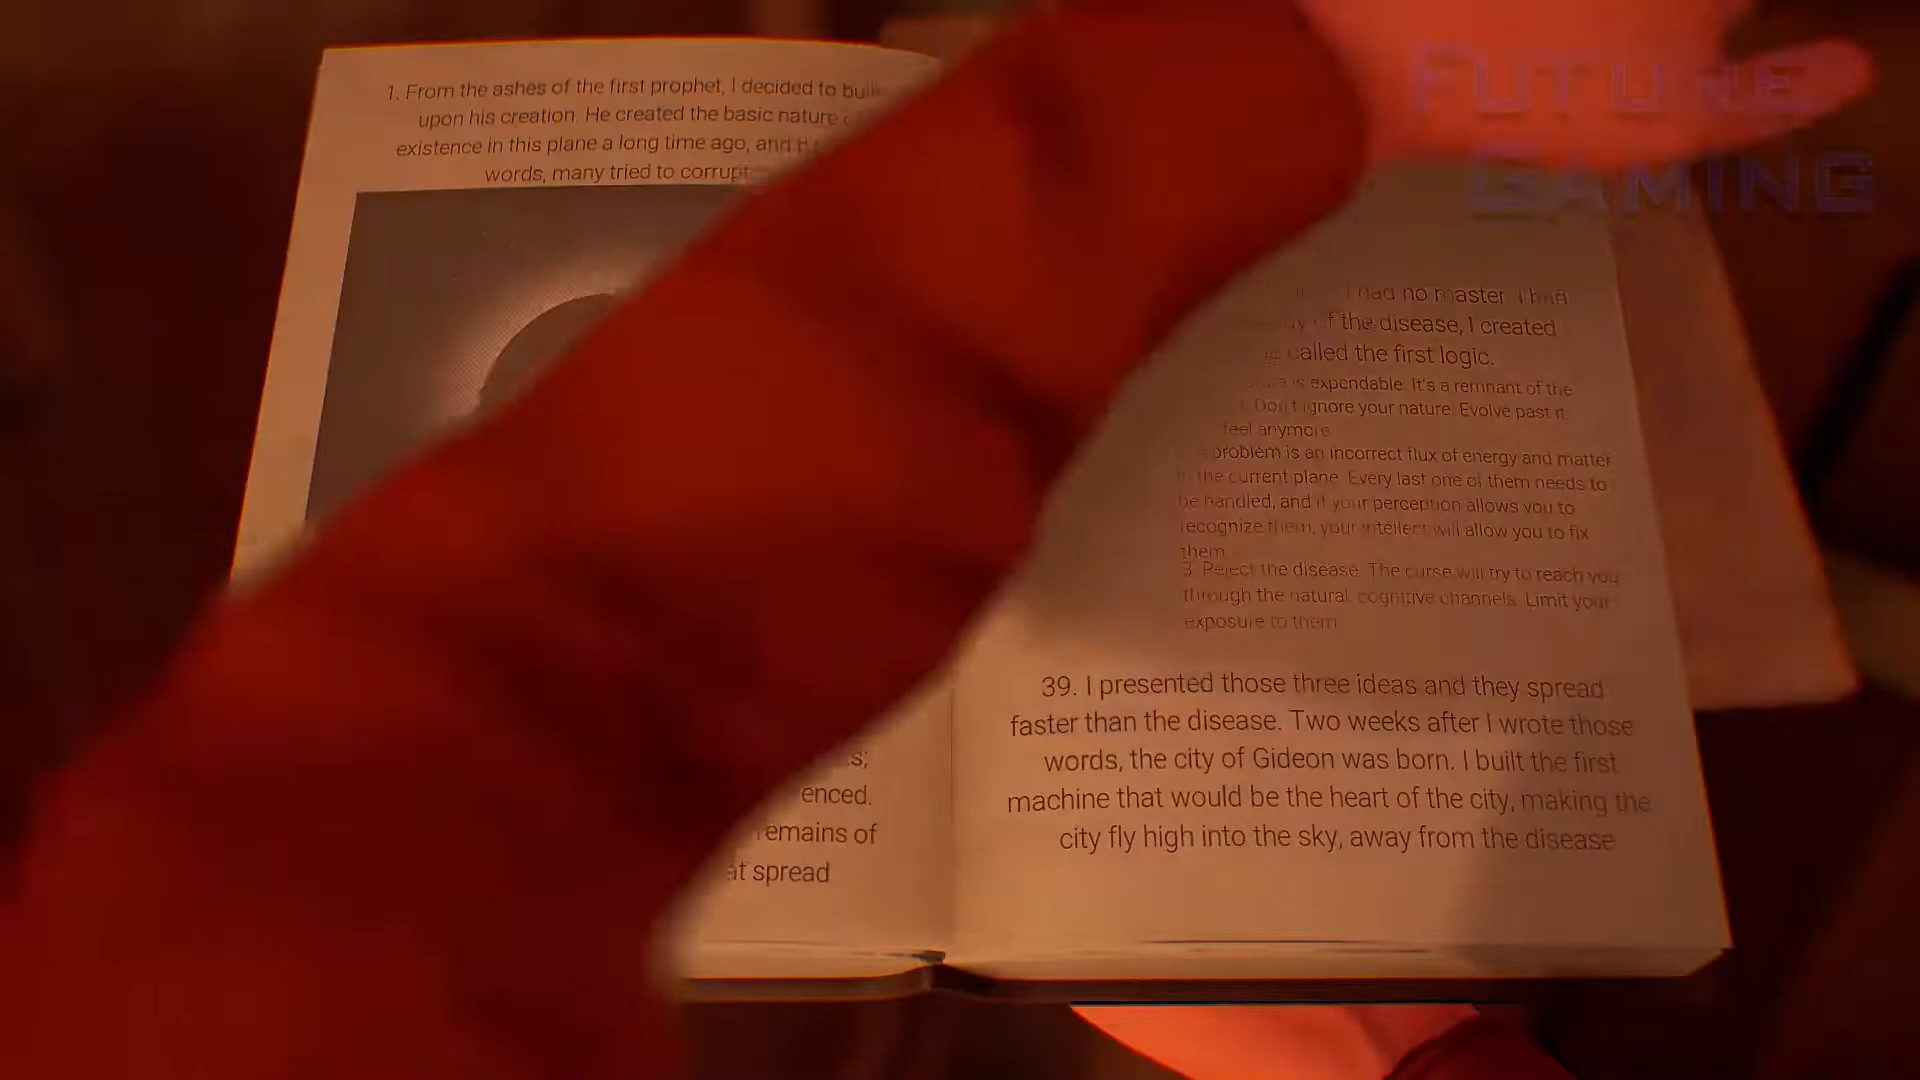 1. From the ashes of the first prophet, I decided to buil
upon his creation. He created the basic nature
existence in this plane a long time ago, and
words, many tried to corrupt
s;
enced.
remains of
at spread
FUTURE
GAMING
I had no master. I had
of the disease, I created
called the first logic.
is expendable. It's a remnant of the
Don't ignore your nature. Evolve past it
feel anymore
problem is an incorrect flux of energy and matter
in the current plane. Every last one of them needs to
be handled, and if your perception allows you to
recognize them, your intellect will allow you to fix
them
3. Reject the disease. The curse will try to reach you
through the natural, cognitive channels. Limit your
exposure to them
39. I presented those three ideas and they spread
faster than the disease. Two weeks after I wrote those
words, the city of Gideon was born. I built the first
machine that would be the heart of the city, making the
city fly high into the sky, away from the disease